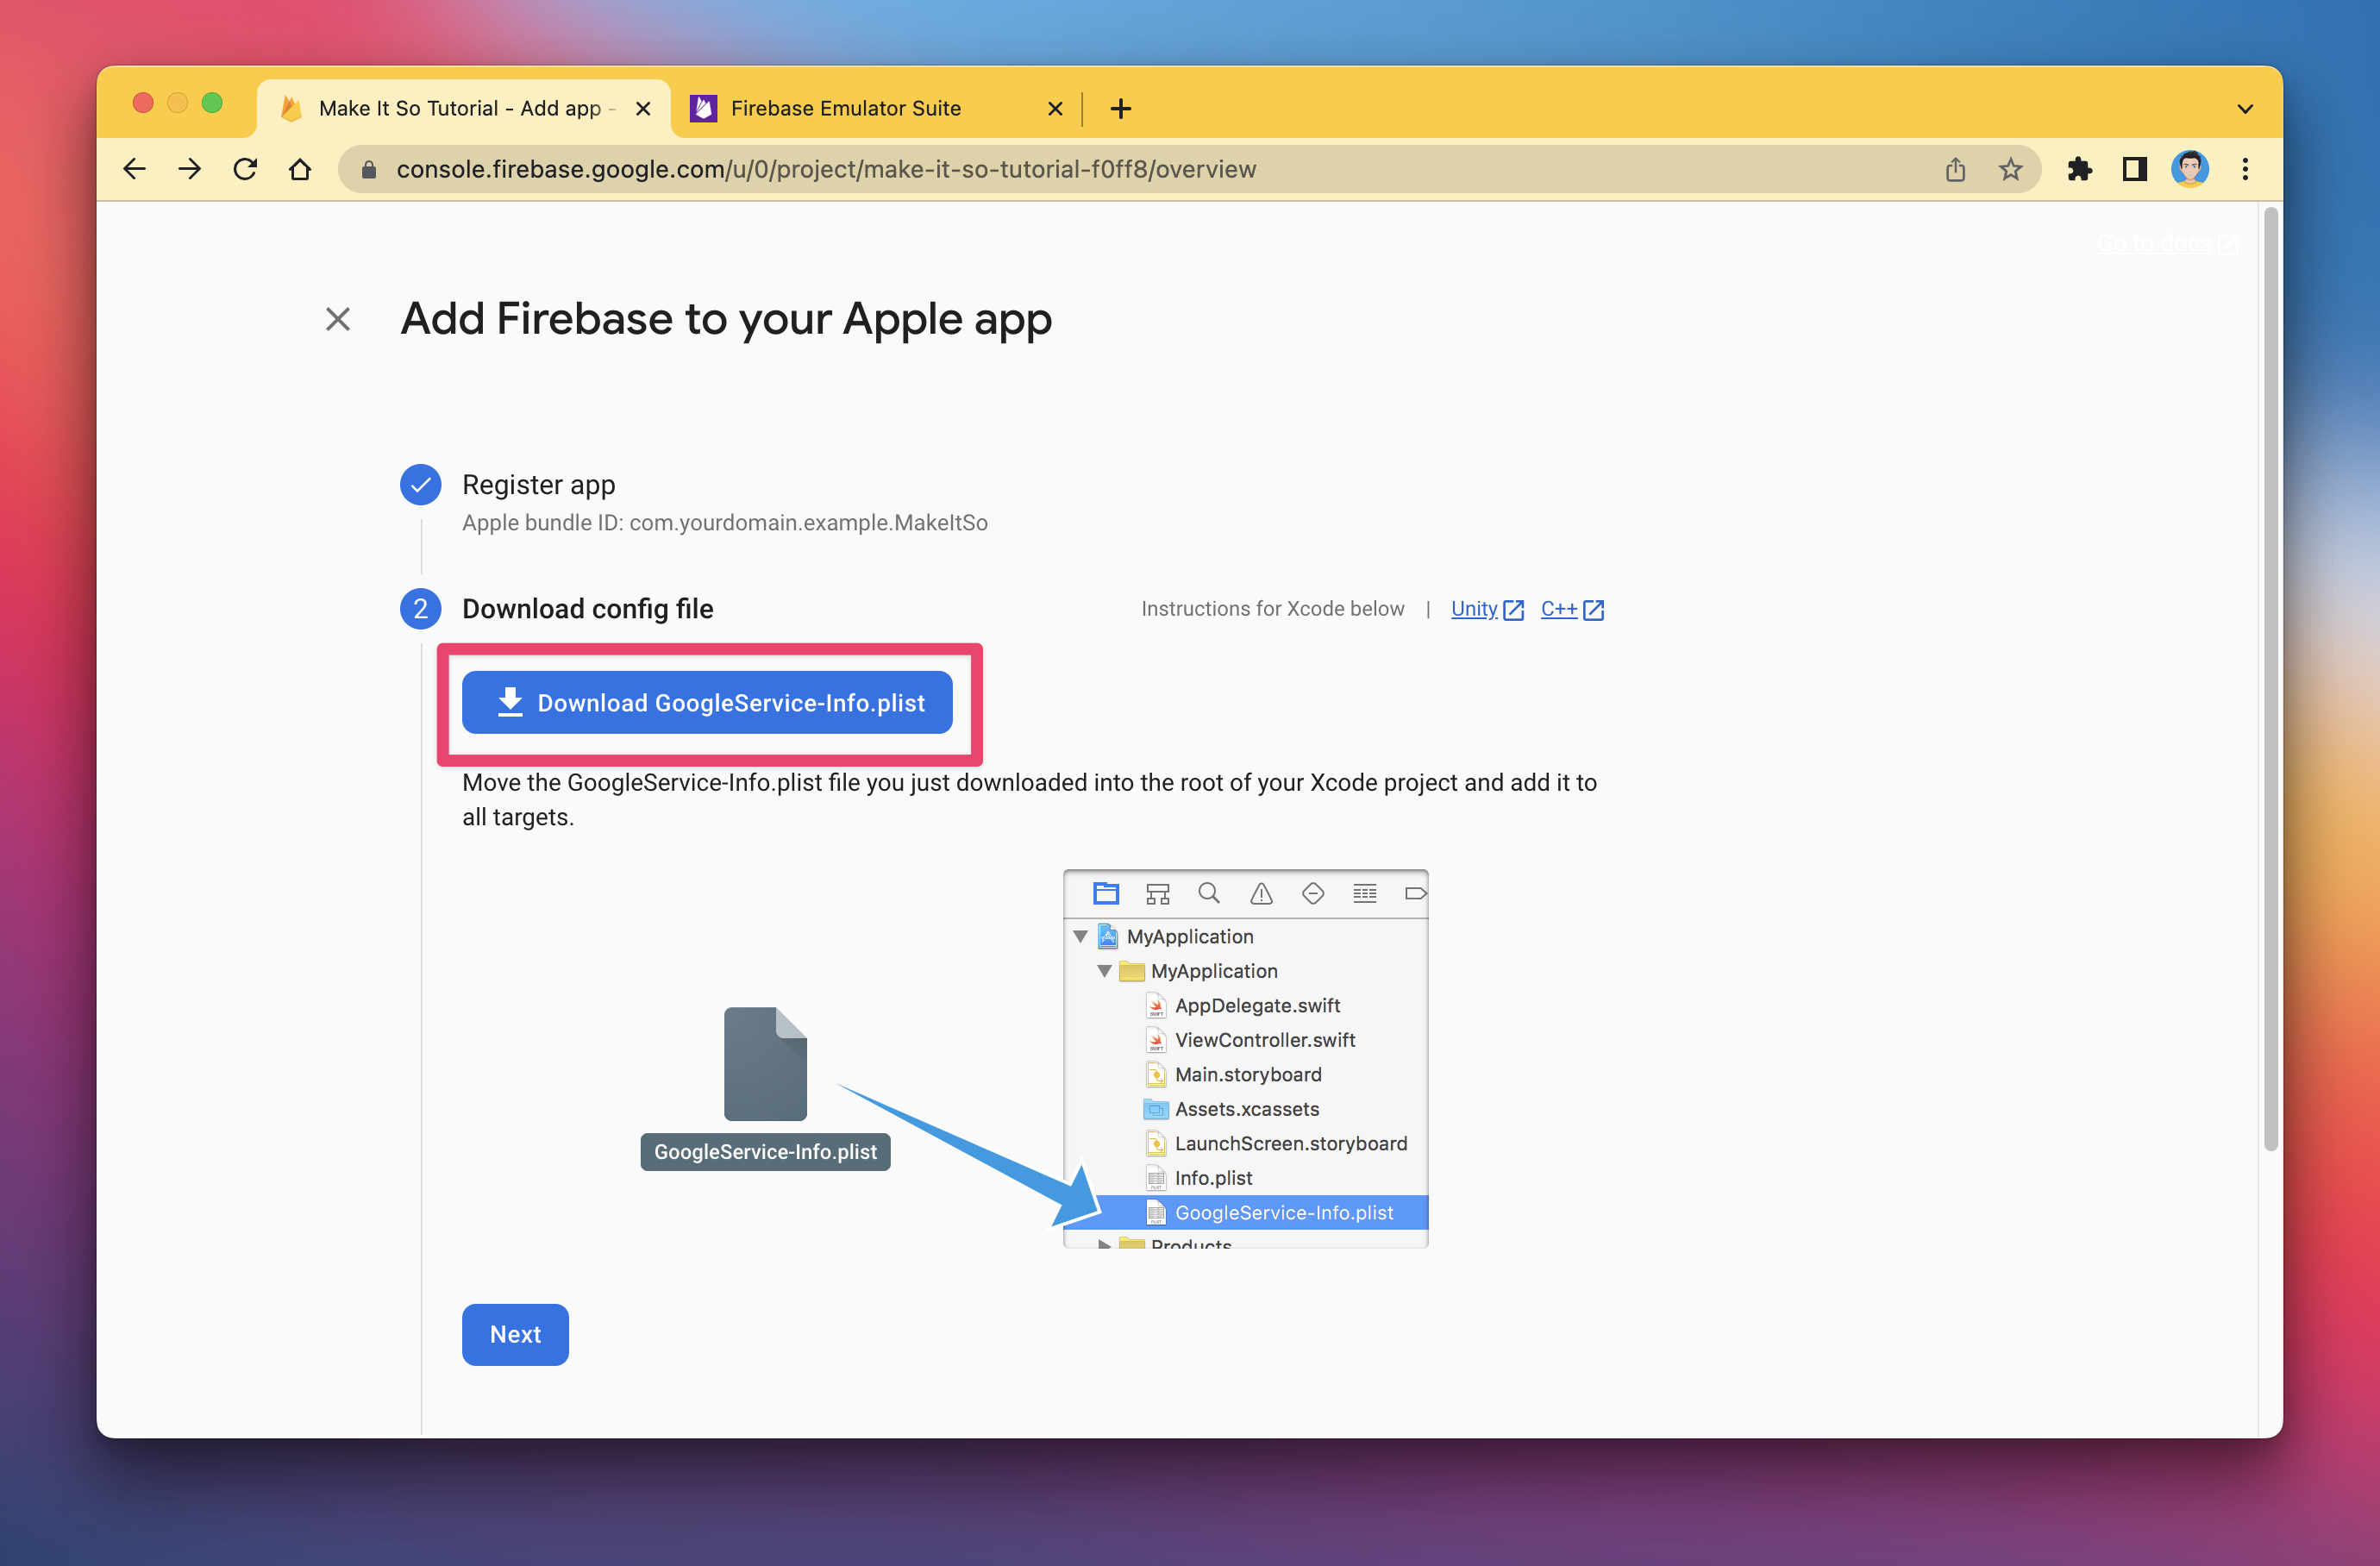 Make It So Tutorial - Add app -
Firebase Emulator Suite
console.firebase.google.com/u/0/project/make-it-so-tutorial-f0ff8/overview
Go to docs
Add Firebase to your Apple app
Register app
Apple bundle ID: com.yourdomain.example.MakeItSo
2
Download config file
Instructions for Xcode below | Unity C++
Download GoogleService-Info.plist
Move the GoogleService-Info.plist file you just downloaded into the root of your Xcode project and add it to
all targets.
MyApplication
MyApplication
AppDelegate.swift
ViewController.swift
Main.storyboard
Assets.xcassets
LaunchScreen.storyboard
Info.plist
GoogleService-Info.plist
Products
GoogleService-Info.plist
Next